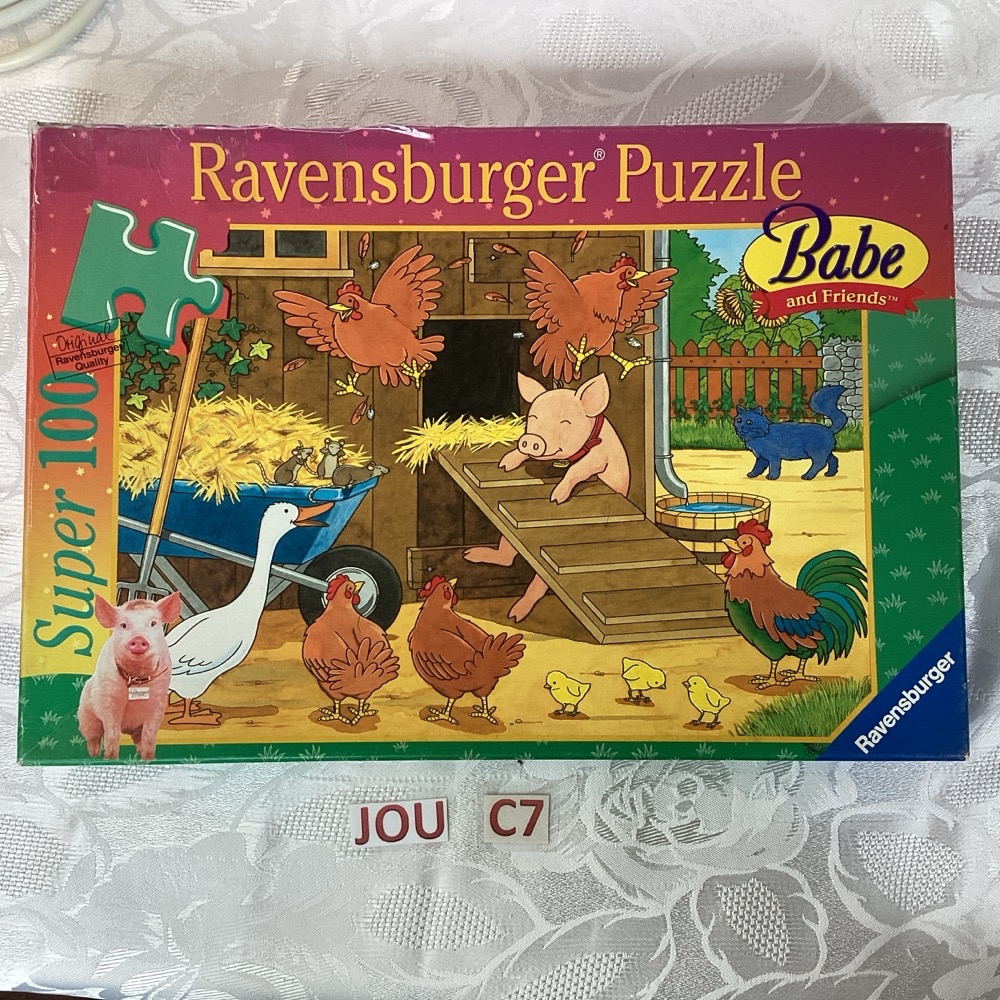 Ravensburger® Puzzle
Babe
and Friends™
Original
Ravensburger
Quality
Super 100
Ravensburger
JOU C7